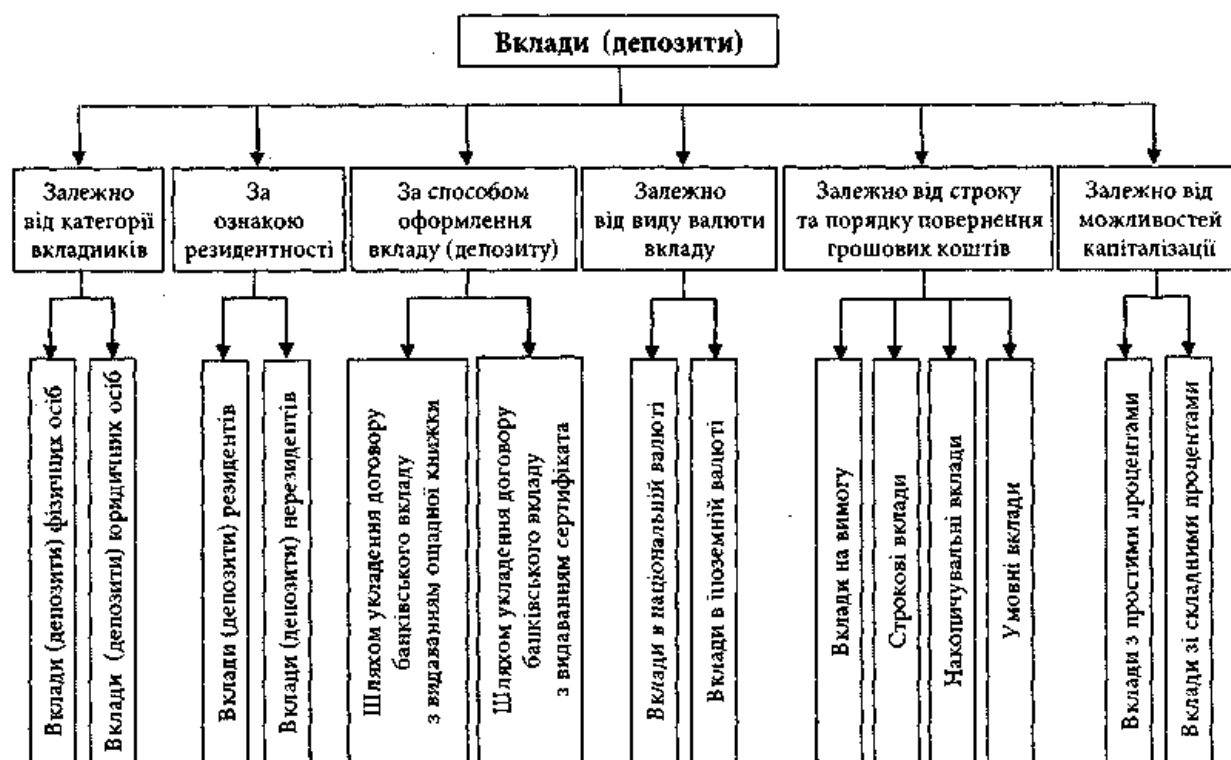 Вклади (депозити)
Залежно
від категорії
вкладників
За
ознакою
резидентності
За способом
оформлення
вкладу (депозиту)
Залежно
від виду валюти
вкладу
Залежно від строку
та порядку повернення
грошових коштів
Залежно від
можливостей
капіталізації
Вклади (депозити) фізичних осіб
Вклади (депозити) юридичних осіб
Вклади (депозити) резидентів
Вклади (депозити) нерезидентів
Шляхом укладення договору
банківського вкладу
з видаванням ощадної книжки
Шляхом укладення договору
банківського вкладу
з видаванням сертифіката
Вклади в національній валюті
Вклади в іноземній валюті
Вклади на вимогу
Строкові вклади
Накопичувальні вклади
Умовні вклади
Вклади з простими процентами
Вклади зі складними процентами